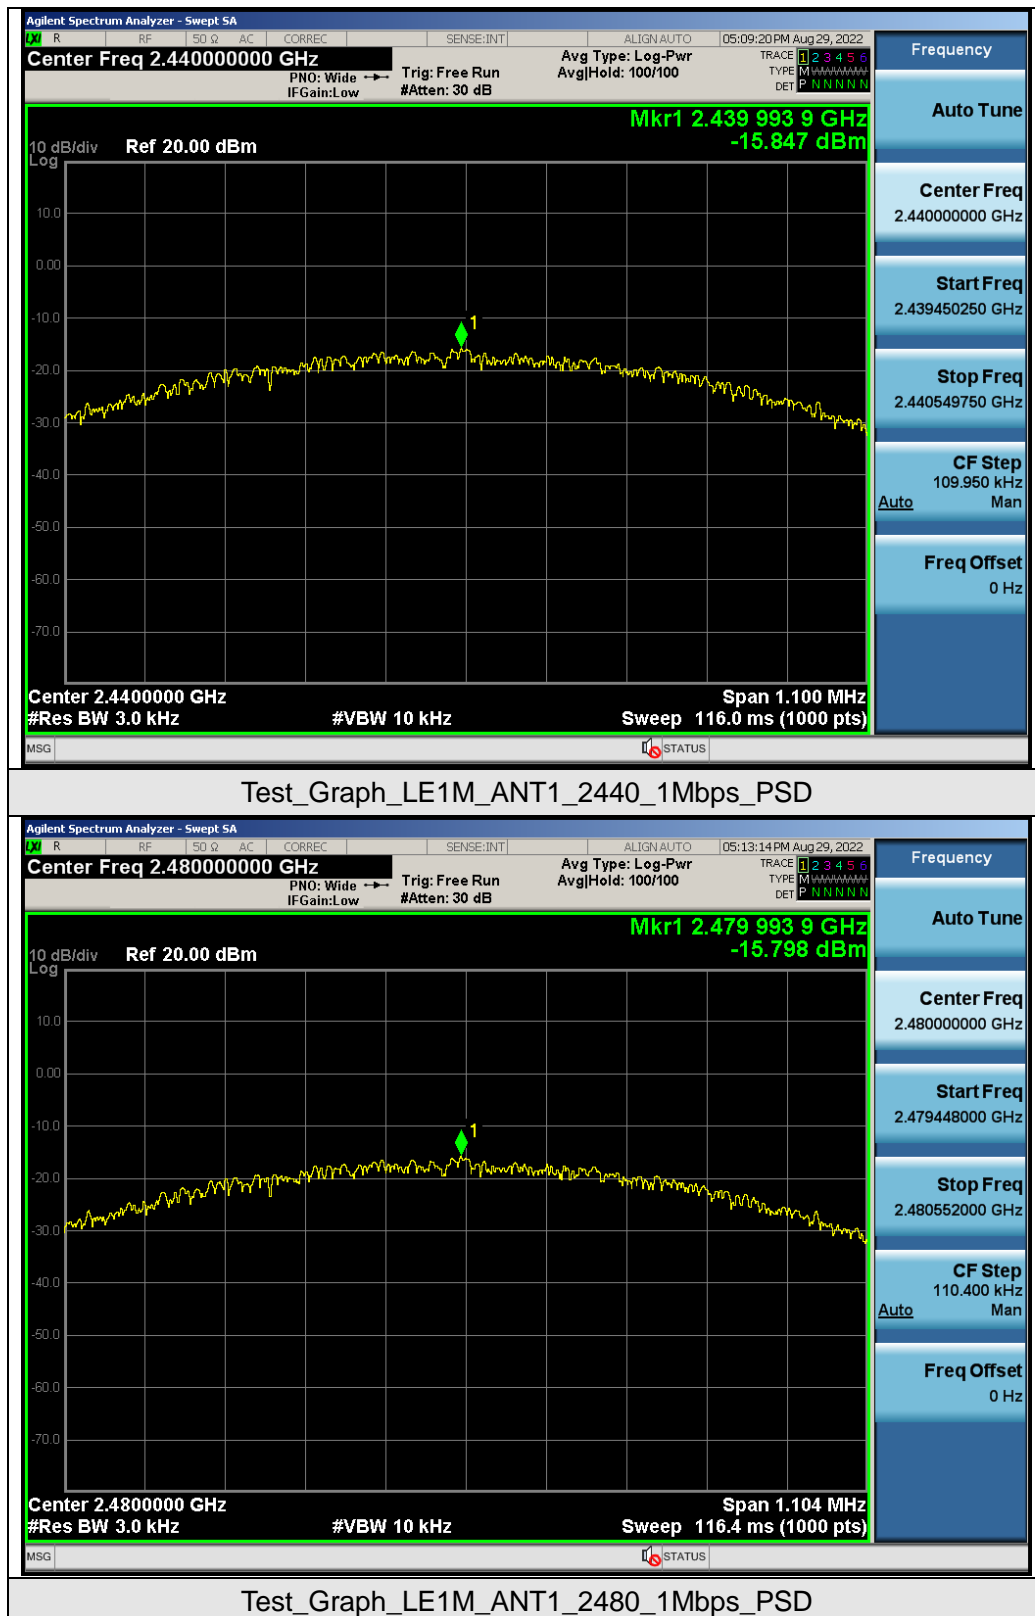 Agilent Spectrum Analyzer - Swept SA
LXI R RF 50 Ω AC CORREC SENSE:INT ALIGN AUTO 05:09:20 PM Aug 29, 2022
Center Freq 2.440000000 GHz
PNO: Wide
IFGain:Low
Trig: Free Run
#Atten: 30 dB
Avg Type: Log-Pwr
Avg|Hold: 100/100
TRACE 1 2 3 4 5 6
TYPE M WWWWW
DET P N N N N N
Mkr1 2.439 993 9 GHz
-15.847 dBm
10 dB/div Ref 20.00 dBm
Log
10.0
0.00
-10.0
1
-20.0
-30.0
-40.0
-50.0
-60.0
-70.0
Center 2.4400000 GHz Span 1.100 MHz
#Res BW 3.0 kHz #VBW 10 kHz Sweep 116.0 ms (1000 pts)
MSG STATUS
Frequency
Auto Tune
Center Freq
2.440000000 GHz
Start Freq
2.439450250 GHz
Stop Freq
2.440549750 GHz
CF Step
109.950 kHz
Auto Man
Freq Offset
0 Hz
Test_Graph_LE1M_ANT1_2440_1Mbps_PSD
Agilent Spectrum Analyzer - Swept SA
LXI R RF 50 Ω AC CORREC SENSE:INT ALIGN AUTO 05:13:14 PM Aug 29, 2022
Center Freq 2.480000000 GHz
PNO: Wide
IFGain:Low
Trig: Free Run
#Atten: 30 dB
Avg Type: Log-Pwr
Avg|Hold: 100/100
TRACE 1 2 3 4 5 6
TYPE M WWWWW
DET P N N N N N
Mkr1 2.479 993 9 GHz
-15.798 dBm
10 dB/div Ref 20.00 dBm
Log
10.0
0.00
-10.0
1
-20.0
-30.0
-40.0
-50.0
-60.0
-70.0
Center 2.4800000 GHz Span 1.104 MHz
#Res BW 3.0 kHz #VBW 10 kHz Sweep 116.4 ms (1000 pts)
MSG STATUS
Frequency
Auto Tune
Center Freq
2.480000000 GHz
Start Freq
2.479448000 GHz
Stop Freq
2.480552000 GHz
CF Step
110.400 kHz
Auto Man
Freq Offset
0 Hz
Test_Graph_LE1M_ANT1_2480_1Mbps_PSD